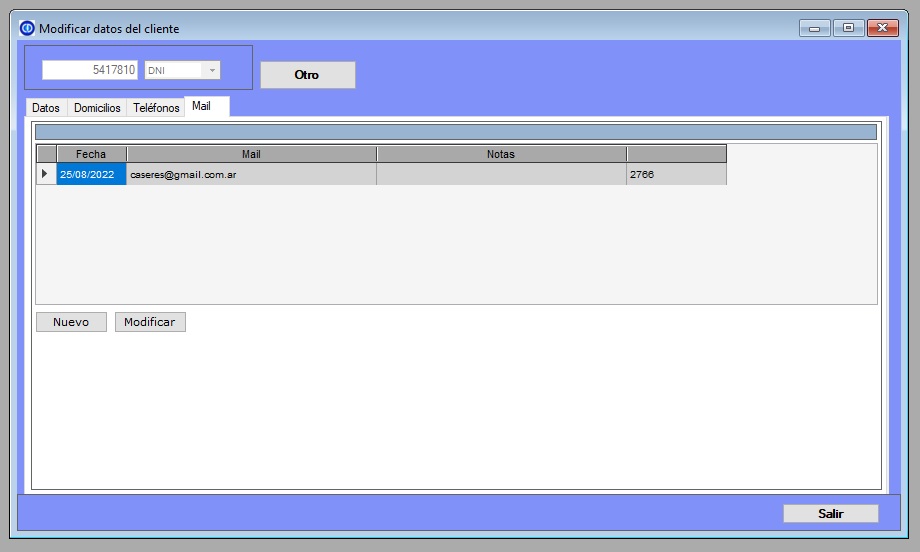 Modificar datos del cliente
5417810 DNI Otro
Datos Domicilios Teléfonos Mail
Fecha Mail Notas
25/08/2022 caseres@gmail.com.ar 2766
Nuevo Modificar
Salir